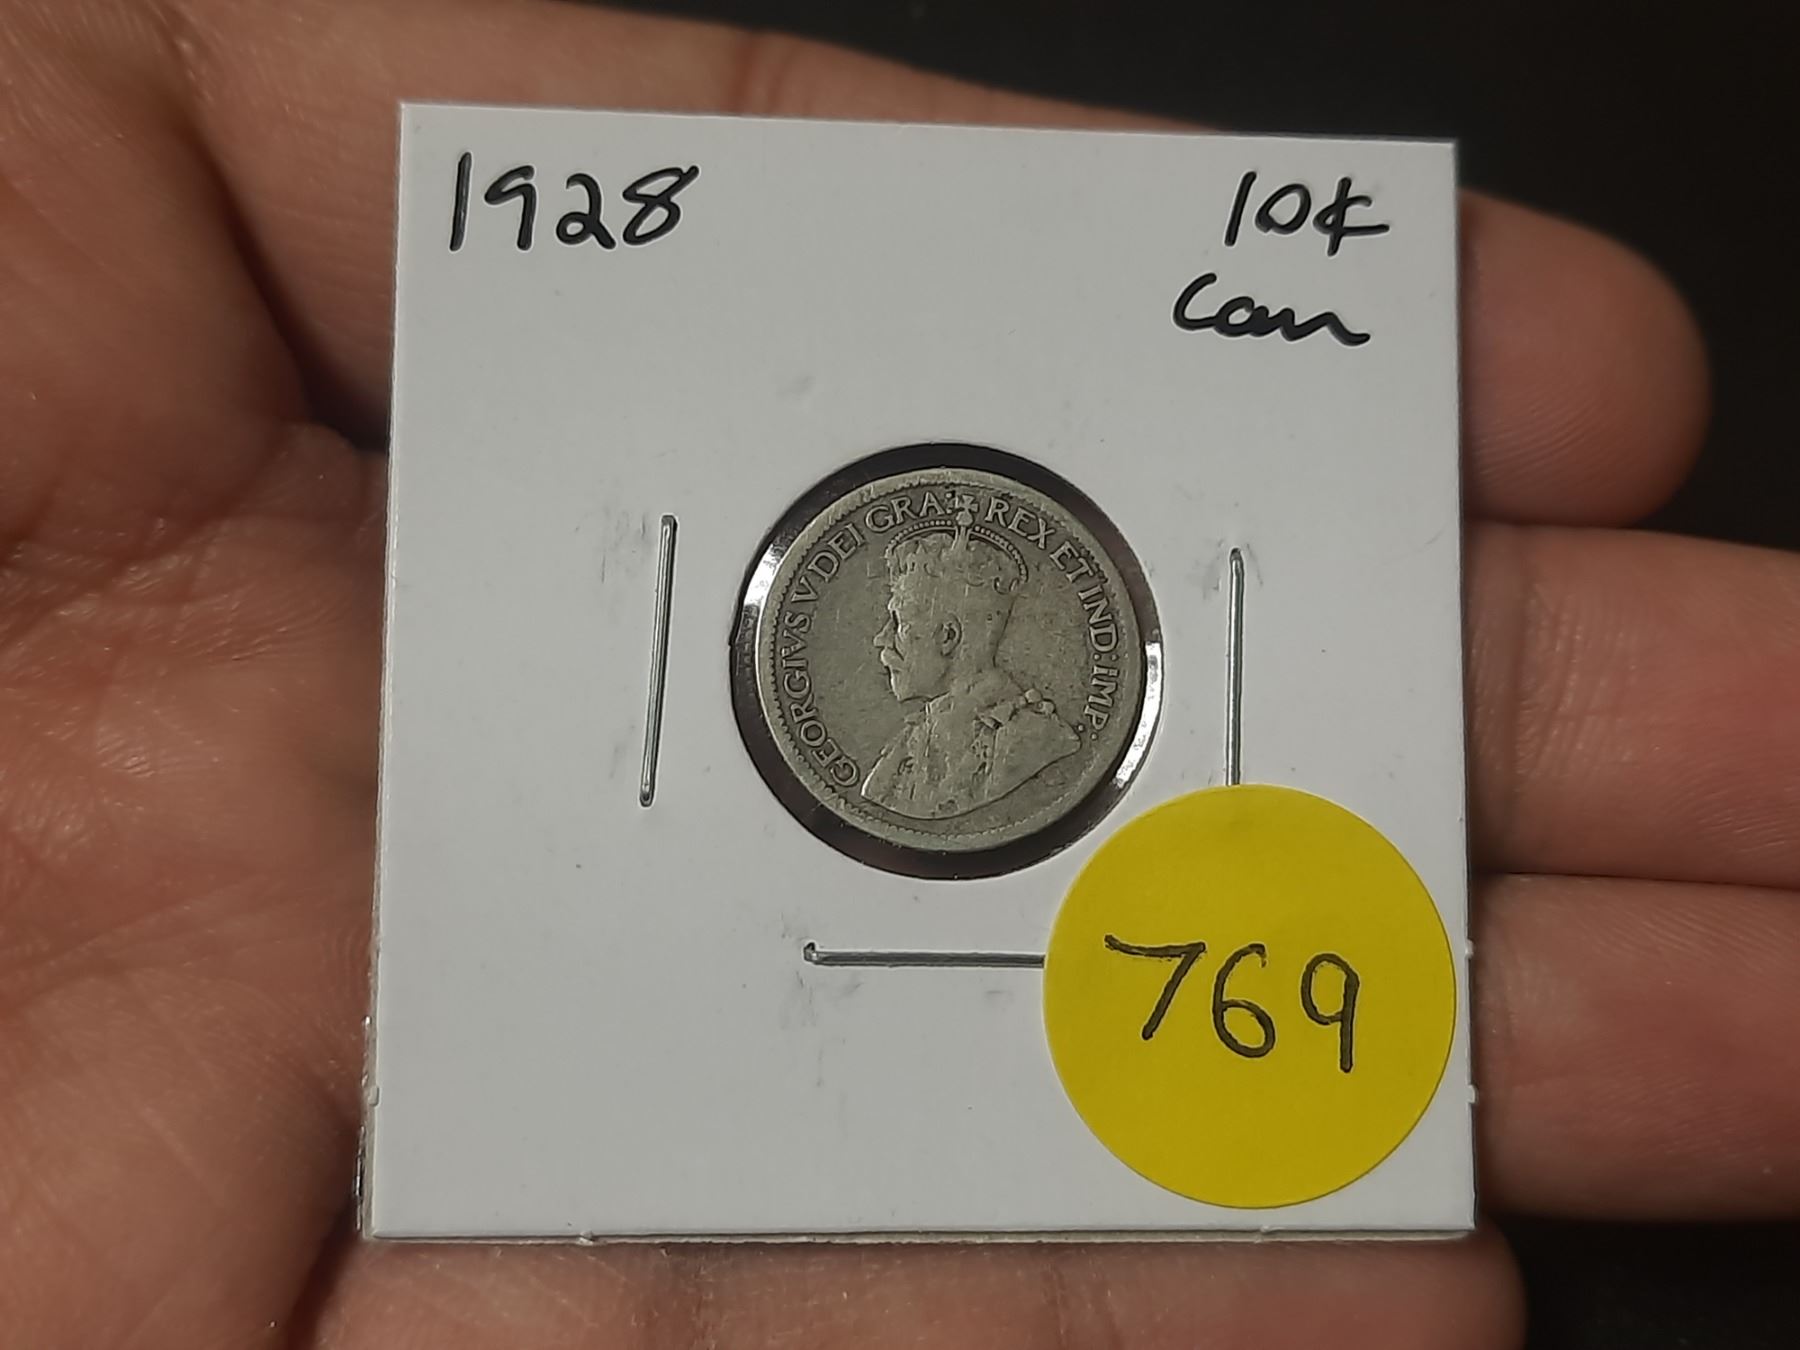 1928
10¢
Can
GEORGIVS V DEI GRA: REX ET IND: IMP:
769